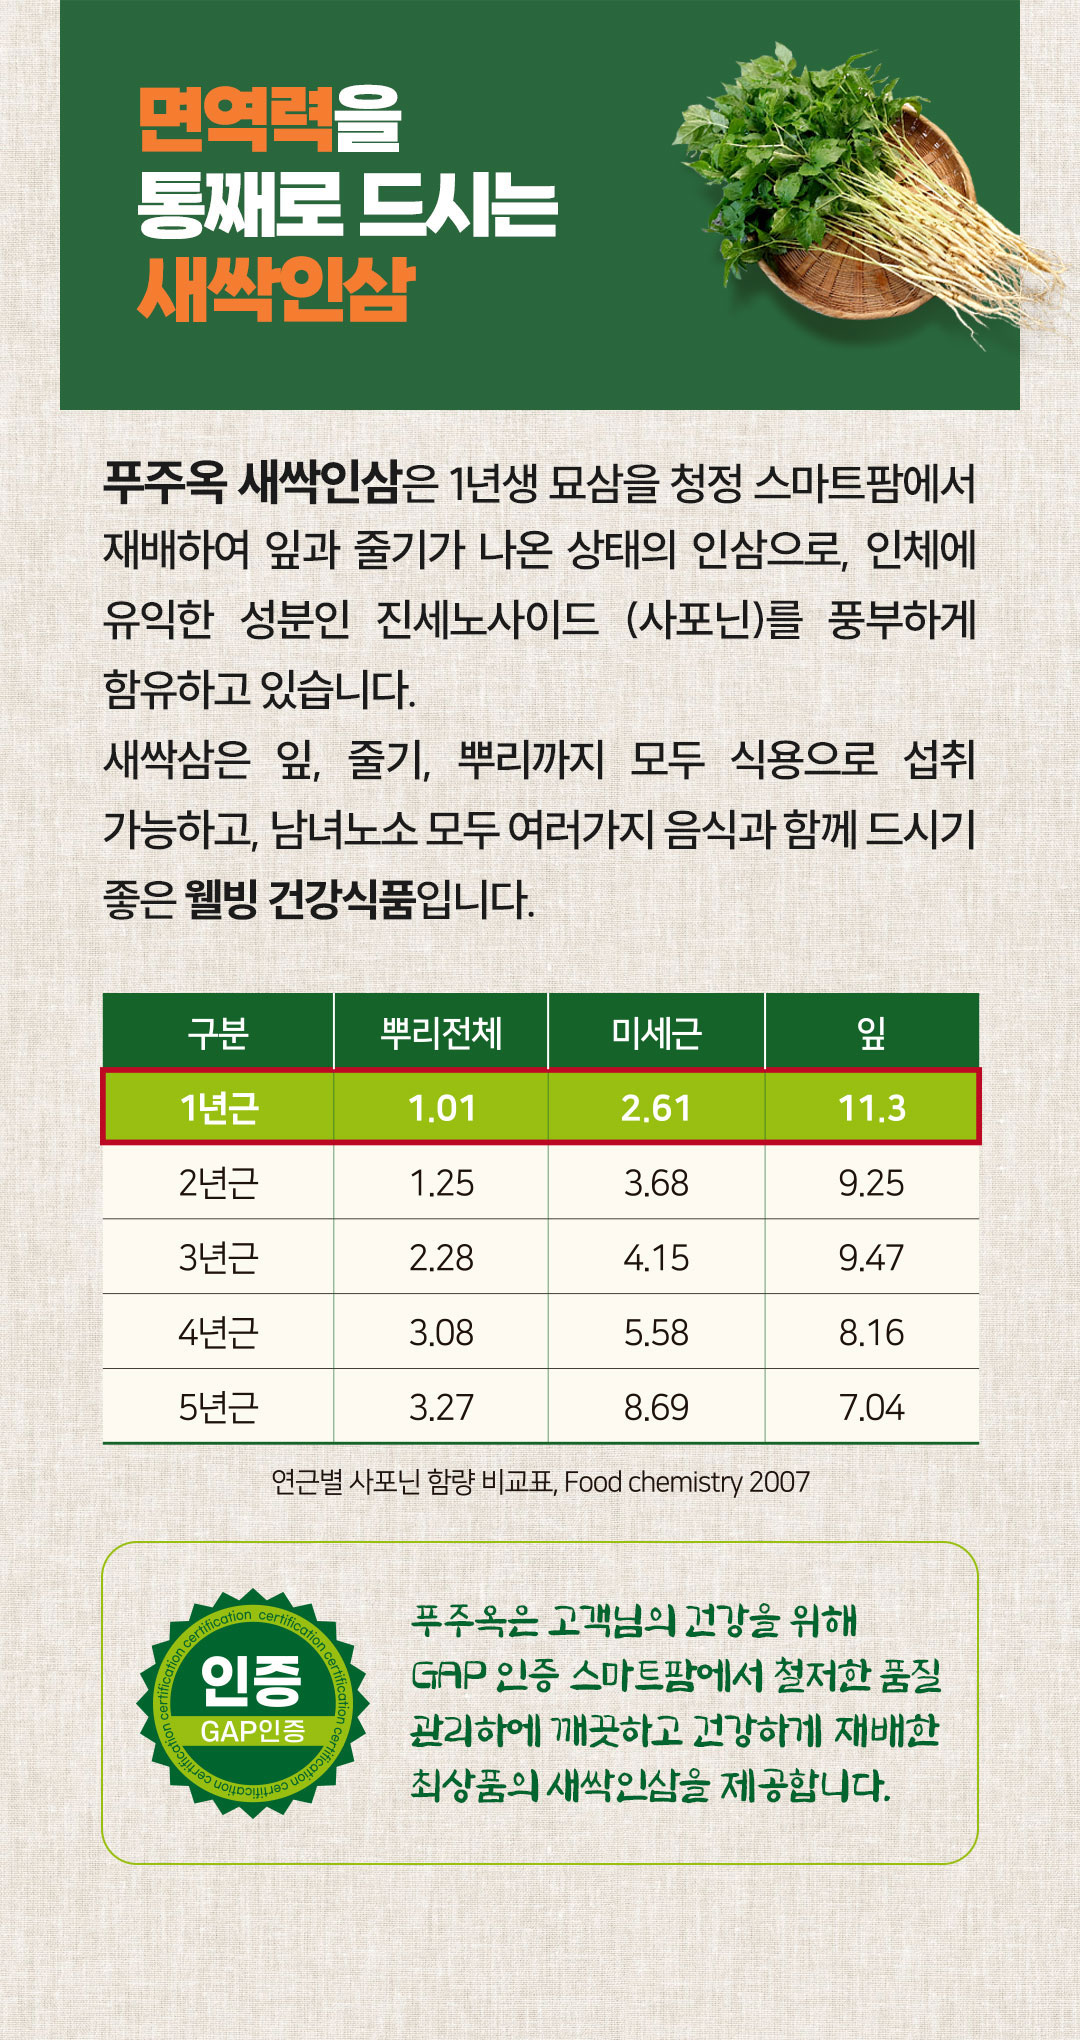 면역력을
통째로 드시는
새싹인삼
푸주옥 새싹인삼은 1년생 묘삼을 청정 스마트팜에서
재배하여 잎과 줄기가 나온 상태의 인삼으로, 인체에
유익한 성분인 진세노사이드 (사포닌)를 풍부하게
함유하고 있습니다.
새싹삼은 잎, 줄기, 뿌리까지 모두 식용으로 섭취
가능하고, 남녀노소 모두 여러가지 음식과 함께 드시기
좋은 웰빙 건강식품입니다.
구분 뿌리전체 미세근 잎
1년근 1.01 2.61 11.3
2년근 1.25 3.68 9.25
3년근 2.28 4.15 9.47
4년근 3.08 5.58 8.16
5년근 3.27 8.69 7.04
연근별 사포닌 함량 비교표, Food chemistry 2007
certification certification certification certification certification certification
인증
GAP인증
푸주옥은 고객님의 건강을 위해
GAP 인증 스마트팜에서 철저한 품질
관리하에 깨끗하고 건강하게 재배한
최상품의 새싹인삼을 제공합니다.